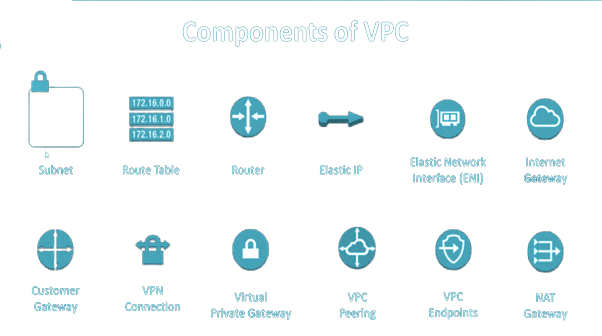 Components of VPC
172.16.0.0
172.16.1.0
172.16.2.0
Subnet
Route Table
Router
Elastic IP
Elastic Network
Interface (ENI)
Internet
Gateway
Customer
Gateway
VPN
Connection
Virtual
Private Gateway
VPC
Peering
VPC
Endpoints
NAT
Gateway